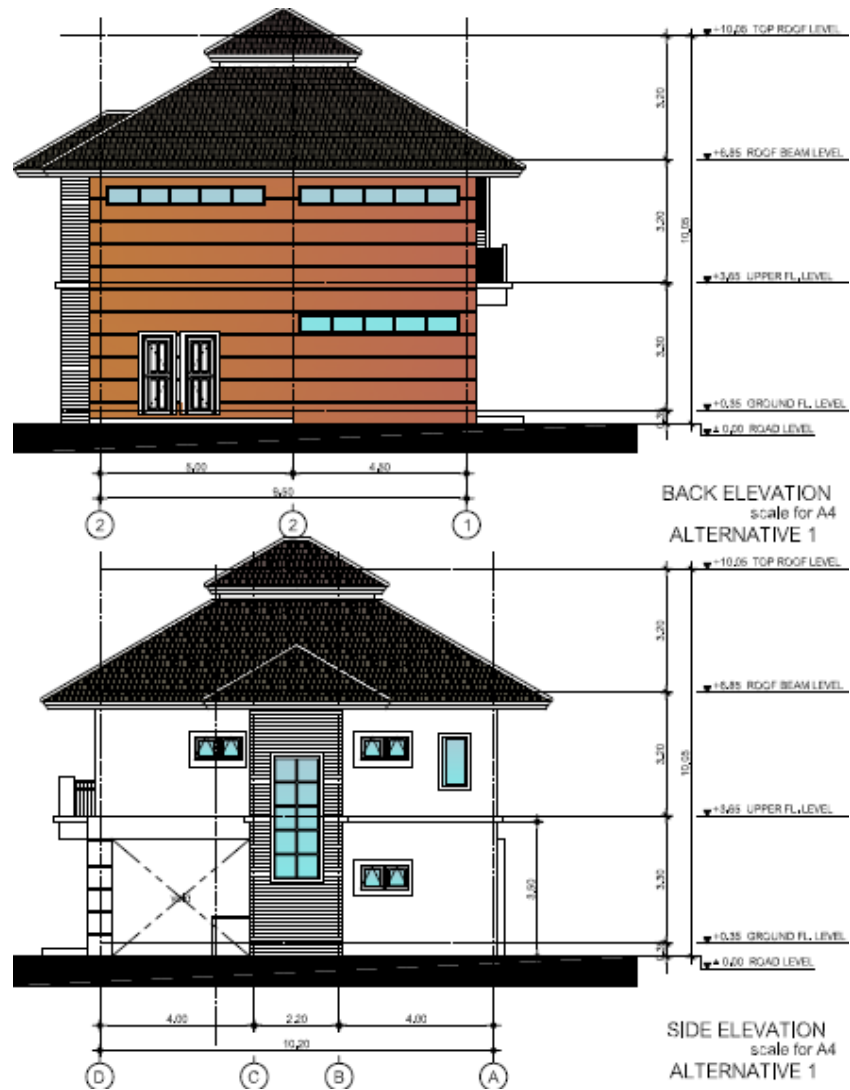 +10,05 TOP ROOF LEVEL
3,20
+6,85 ROOF BEAM LEVEL
3,20
10,05
+3,65 UPPER FL. LEVEL
3,30
+0,35 GROUND FL. LEVEL
± 0,00 ROAD LEVEL
5,00 4,50
9,50
2 2 1
BACK ELEVATION
scale for A4
ALTERNATIVE 1
+10,05 TOP ROOF LEVEL
3,20
+6,85 ROOF BEAM LEVEL
3,20
10,05
+3,65 UPPER FL. LEVEL
3,30
3,50
+0,35 GROUND FL. LEVEL
± 0,00 ROAD LEVEL
4,00 2,20 4,00
10,20
D C B A
SIDE ELEVATION
scale for A4
ALTERNATIVE 1